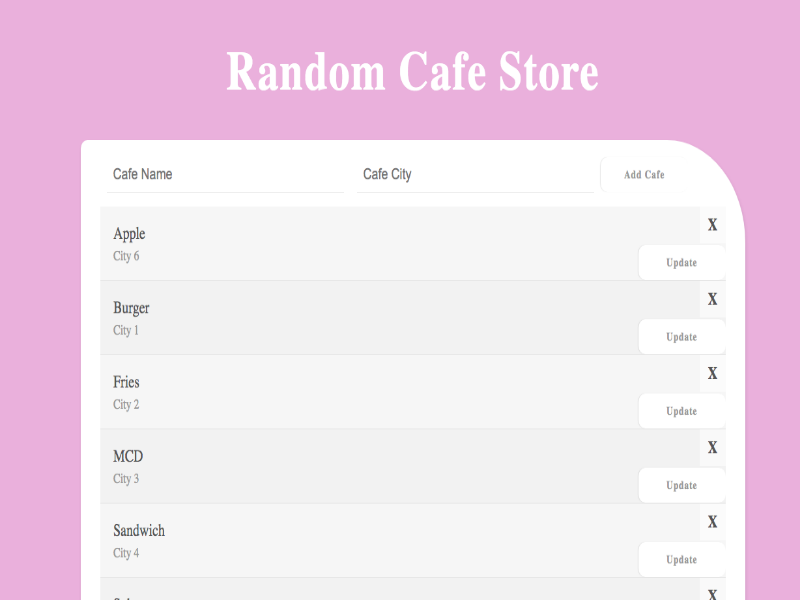 Random Cafe Store
Cafe Name Cafe City Add Cafe
Apple X
City 6 Update
Burger X
City 1 Update
Fries X
City 2 Update
MCD X
City 3 Update
Sandwich X
City 4 Update
X